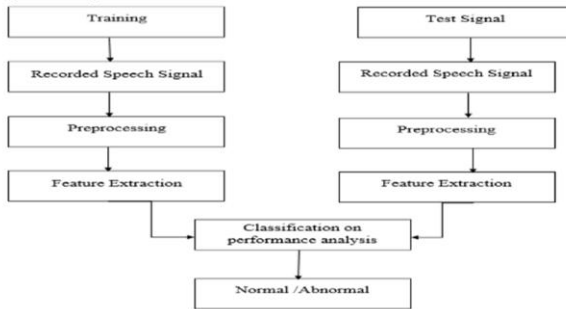 Training
Test Signal
Recorded Speech Signal
Recorded Speech Signal
Preprocessing
Preprocessing
Feature Extraction
Feature Extraction
Classification on
performance analysis
Normal /Abnormal